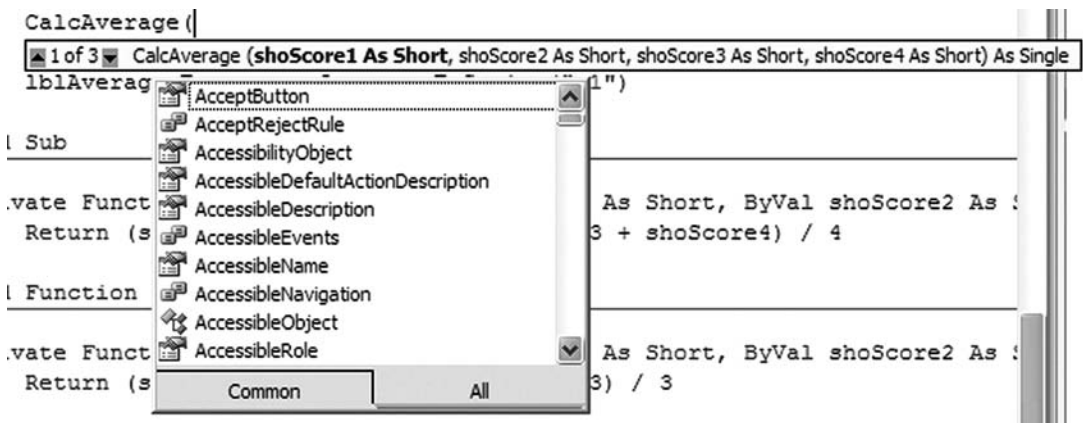 CalcAverage(
1 of 3 CalcAverage (shoScore1 As Short, shoScore2 As Short, shoScore3 As Short, shoScore4 As Short) As Single
lblAverag 1")
AcceptButton
AcceptRejectRule
AccessibilityObject
AccessibleDefaultActionDescription
AccessibleDescription
AccessibleEvents
AccessibleName
AccessibleNavigation
AccessibleObject
AccessibleRole
Common All
Sub
vate Funct As Short, ByVal shoScore2 As
Return (s 3 + shoScore4) / 4
Function
vate Funct As Short, ByVal shoScore2 As
Return (s 3) / 3